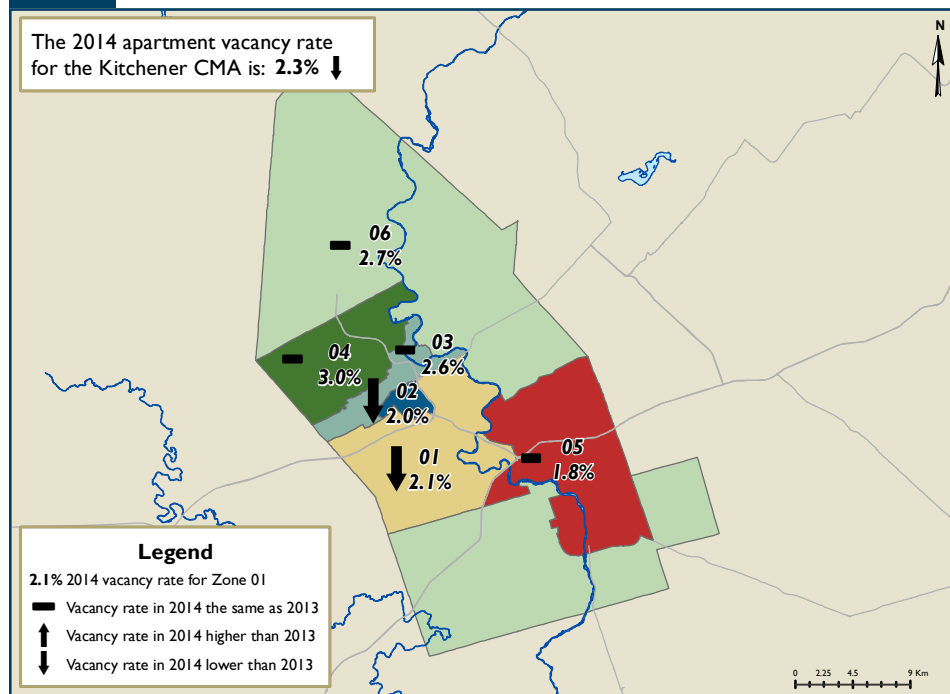 The 2014 apartment vacancy rate
for the Kitchener CMA is: 2.3%
N
06
2.7%
03
2.6%
04
3.0%
02
2.0%
01
2.1%
05
1.8%
Legend
2.1% 2014 vacancy rate for Zone 01
Vacancy rate in 2014 the same as 2013
Vacancy rate in 2014 higher than 2013
Vacancy rate in 2014 lower than 2013
0 2.25 4.5 9 Km